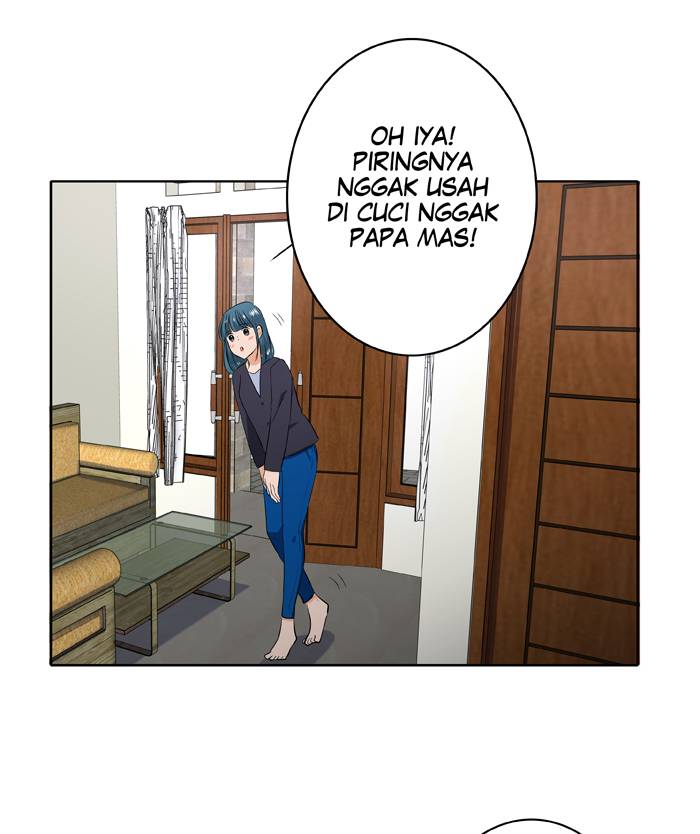 OH IYA!
PIRINGNYA
NGGAK USAH
DI CUCI NGGAK
PAPA MAS!